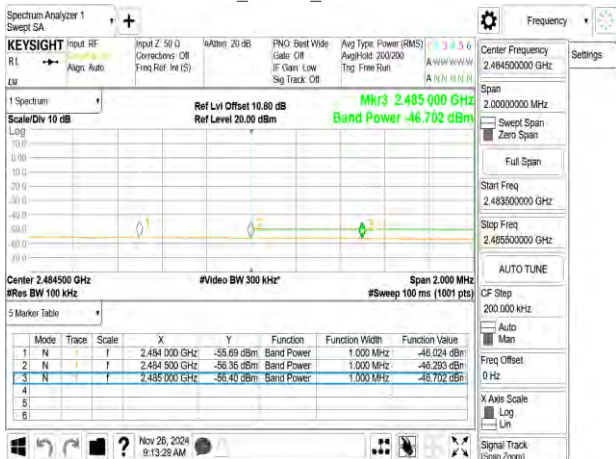 Spectrum Analyzer 1
Swept SA
Frequency
KEYSIGHT Input: RF Input Z: 50 Ω #Atten: 20 dB PNO: Best Wide Avg Type: Power (RMS) 1 2 3 4 5 6
RL Corrections: Off Gate: Off Avg|Hold: 200/200 A W W W W W
Align: Auto Freq Ref: Int (S) IF Gain: Low Trig: Free Run
Sig Track: Off A N N N N N
LW
Center Frequency
2.484500000 GHz
Settings
Span
2.00000000 MHz
Swept Span
Zero Span
Full Span
Start Freq
2.483500000 GHz
Stop Freq
2.485500000 GHz
AUTO TUNE
CF Step
200.000 kHz
Auto
Man
Freq Offset
0 Hz
X Axis Scale
Log
Lin
Signal Track
(Span Zoom)
1 Spectrum
Scale/Div 10 dB
Ref Lvl Offset 10.80 dB
Ref Level 20.00 dBm
Mkr3 2.485 000 GHz
Band Power -46.702 dBm
Log
10.0
0.00
-10.0
-20.0
-30.0
-40.0
-50.0
-60.0
-70.0
1 2 3
Center 2.484500 GHz #Video BW 300 kHz* Span 2.000 MHz
#Res BW 100 kHz #Sweep 100 ms (1001 pts)
5 Marker Table
Mode Trace Scale X Y Function Function Width Function Value
1 N 1 f 2.484 000 GHz -55.69 dBm Band Power 1.000 MHz -46.024 dBm
2 N 1 f 2.484 500 GHz -56.36 dBm Band Power 1.000 MHz -46.293 dBm
3 N 1 f 2.485 000 GHz -56.40 dBm Band Power 1.000 MHz -46.702 dBm
4
5
6
Nov 26, 2024
9:13:29 AM